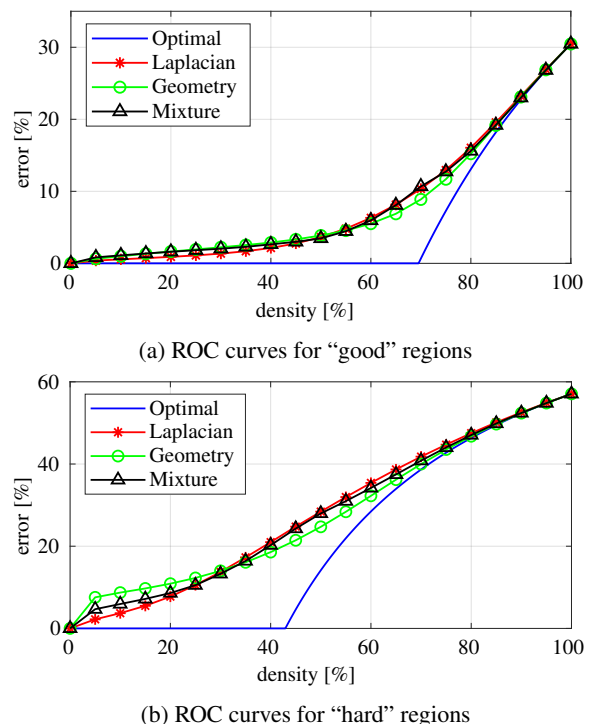 30
20
10
0
error [%]
Optimal
Laplacian
Geometry
Mixture
0 20 40 60 80 100
density [%]
(a) ROC curves for “good” regions
60
40
20
0
error [%]
Optimal
Laplacian
Geometry
Mixture
0 20 40 60 80 100
density [%]
(b) ROC curves for “hard” regions